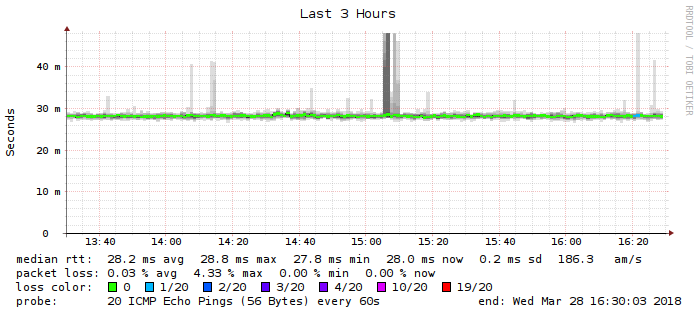 Last 3 Hours
RRDTOOL / TOBI OETIKER
Seconds
40 m
30 m
20 m
10 m
0
13:40 14:00 14:20 14:40 15:00 15:20 15:40 16:00 16:20
median rtt: 28.2 ms avg 28.8 ms max 27.8 ms min 28.0 ms now 0.2 ms sd 186.3 am/s
packet loss: 0.03 % avg 4.33 % max 0.00 % min 0.00 % now
loss color: 0 1/20 2/20 3/20 4/20 10/20 19/20
probe: 20 ICMP Echo Pings (56 Bytes) every 60s end: Wed Mar 28 16:30:03 2018